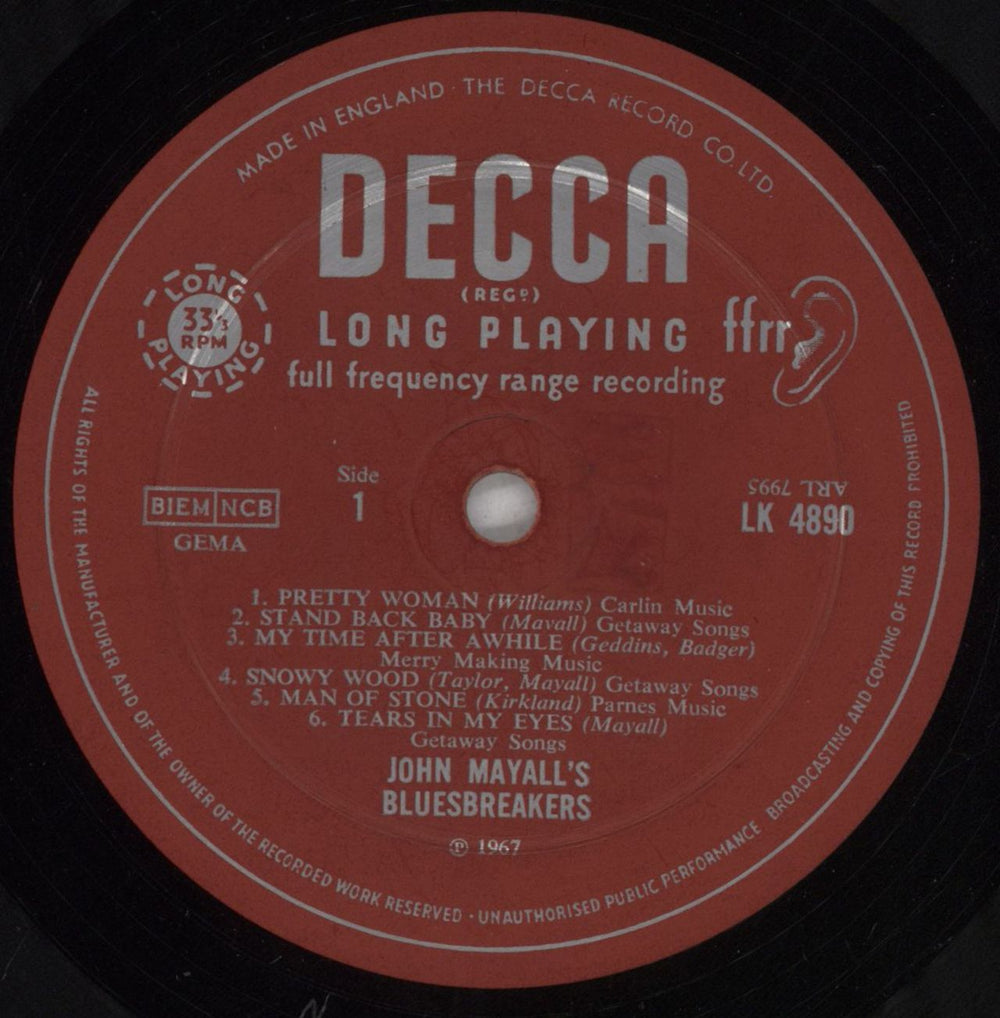 MADE IN ENGLAND · THE DECCA RECORD CO. LTD.
DECCA
(REGᴰ)
LONG PLAYING
full frequency range recording
LONG
33⅓
RPM
PLAYING
ffrr
Side
1
BIEM NCB
GEMA
ARL 7995
LK 4890
1. PRETTY WOMAN (Williams) Carlin Music
2. STAND BACK BABY (Mayall) Getaway Songs
3. MY TIME AFTER AWHILE (Geddins, Badger)
Merry Making Music
4. SNOWY WOOD (Taylor, Mayall) Getaway Songs
5. MAN OF STONE (Kirkland) Parnes Music
6. TEARS IN MY EYES (Mayall)
Getaway Songs
JOHN MAYALL'S
BLUESBREAKERS
℗ 1967
ALL RIGHTS OF THE MANUFACTURER AND OF THE OWNER OF THE RECORDED WORK RESERVED · UNAUTHORISED PUBLIC PERFORMANCE BROADCASTING AND COPYING OF THIS RECORD PROHIBITED